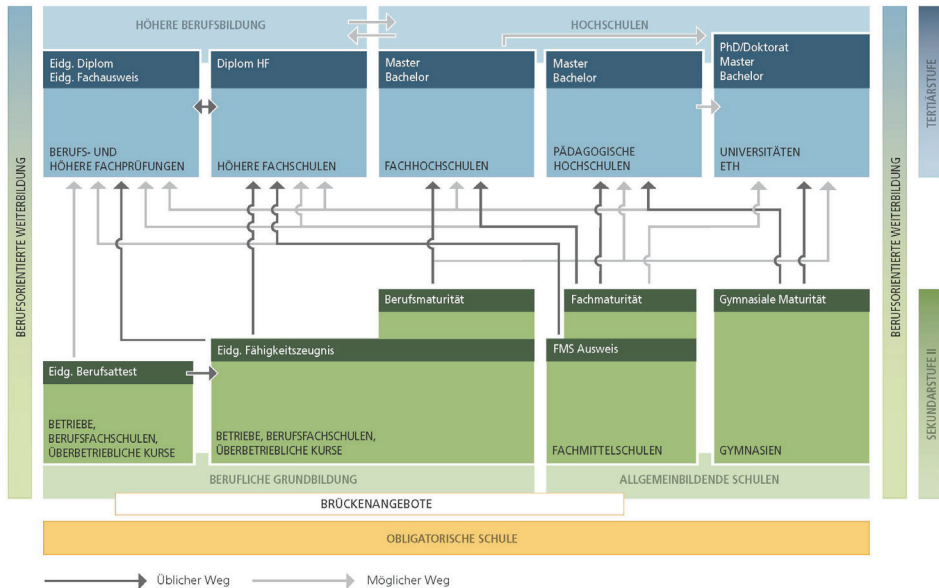 HÖHERE BERUFSBILDUNG
HOCHSCHULEN
Eidg. Diplom
Eidg. Fachausweis
Diplom HF
Master
Bachelor
Master
Bachelor
PhD/Doktorat
Master
Bachelor
BERUFS- UND
HÖHERE FACHPRÜFUNGEN
HÖHERE FACHSCHULEN
FACHHOCHSCHULEN
PÄDAGOGISCHE
HOCHSCHULEN
UNIVERSITÄTEN
ETH
BERUFSORIENTIERTE WEITERBILDUNG
BERUFSORIENTIERTE WEITERBILDUNG
TERTIÄRSTUFE
SEKUNDARSTUFE II
Berufsmaturität
Fachmaturität
Gymnasiale Maturität
Eidg. Fähigkeitszeugnis
FMS Ausweis
Eidg. Berufsattest
BETRIEBE,
BERUFSFACHSCHULEN,
ÜBERBETRIEBLICHE KURSE
BETRIEBE, BERUFSFACHSCHULEN,
ÜBERBETRIEBLICHE KURSE
FACHMITTELSCHULEN
GYMNASIEN
BERUFLICHE GRUNDBILDUNG
ALLGEMEINBILDENDE SCHULEN
BRÜCKENANGEBOTE
OBLIGATORISCHE SCHULE
Üblicher Weg
Möglicher Weg